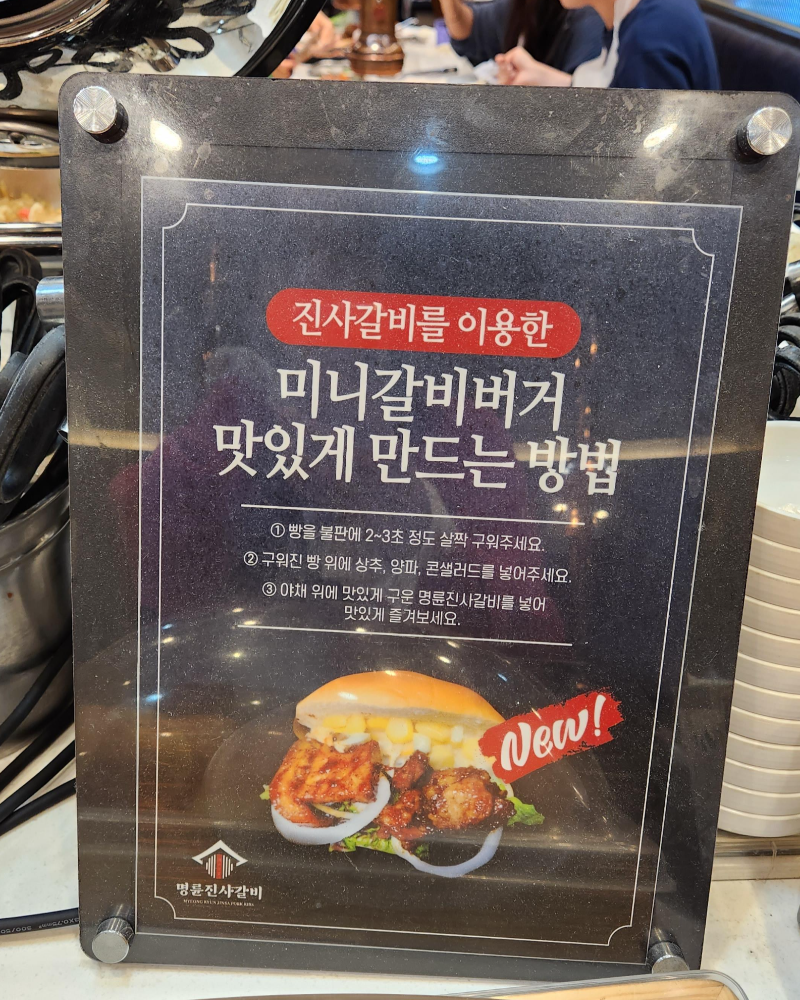 진사갈비를 이용한
미니갈비버거
맛있게 만드는 방법
① 빵을 불판에 2~3초 정도 살짝 구워주세요.
② 구워진 빵 위에 상추, 양파, 콘샐러드를 넣어주세요.
③ 야채 위에 맛있게 구운 명륜진사갈비를 넣어
맛있게 즐겨보세요.
New!
명륜진사갈비
MYEONG RYUN JINSA PORK RIBS